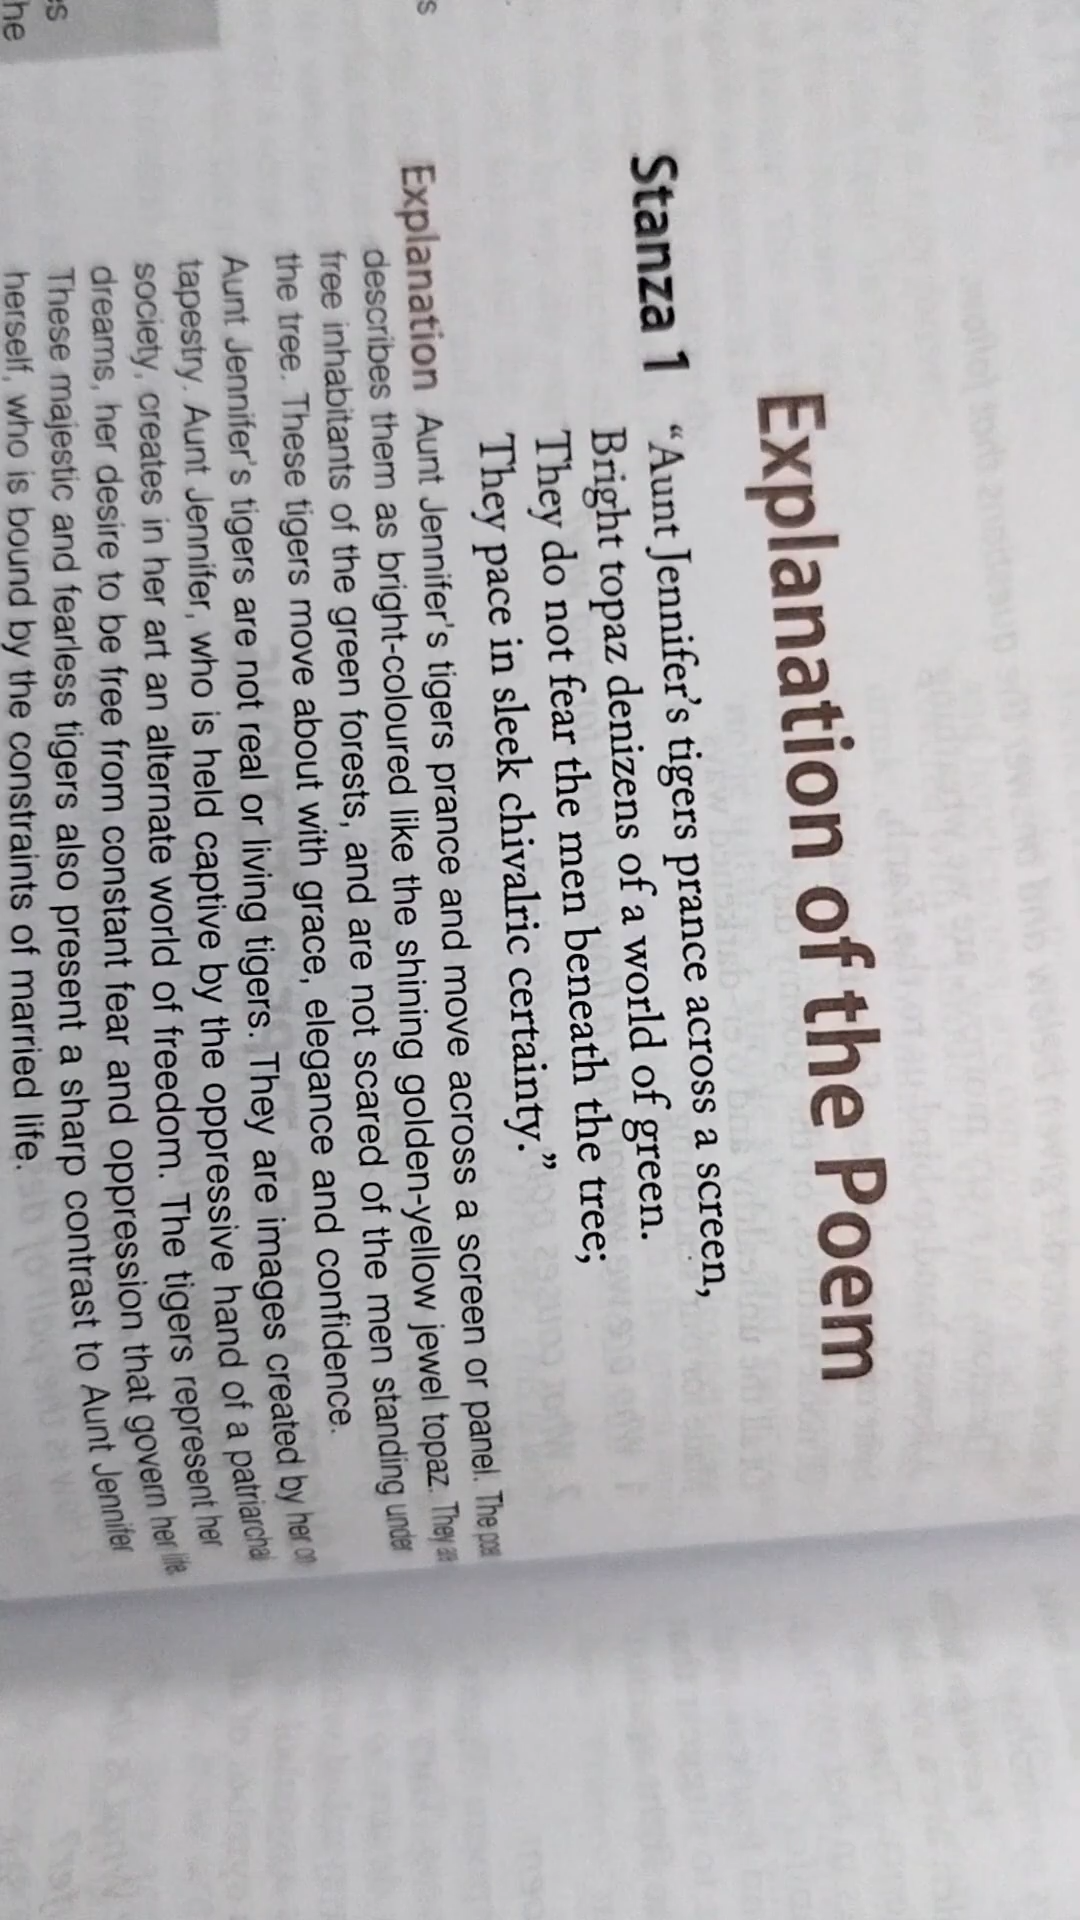 Explanation of the Poem
Stanza 1
“Aunt Jennifer’s tigers prance across a screen,
Bright topaz denizens of a world of green.
They do not fear the men beneath the tree;
They pace in sleek chivalric certainty.”
Explanation Aunt Jennifer's tigers prance and move across a screen or panel. The
describes them as bright-coloured like the shining golden-yellow jewel topaz. They
free inhabitants of the green forests, and are not scared of the men standing under
the tree. These tigers move about with grace, elegance and confidence.
Aunt Jennifer's tigers are not real or living tigers. They are images created by her
tapestry. Aunt Jennifer, who is held captive by the oppressive hand of a patriarchal
society, creates in her art an alternate world of freedom. The tigers represent her
dreams, her desire to be free from constant fear and oppression that govern her life.
These majestic and fearless tigers also present a sharp contrast to Aunt Jennifer
herself, who is bound by the constraints of married life.
s
es
he